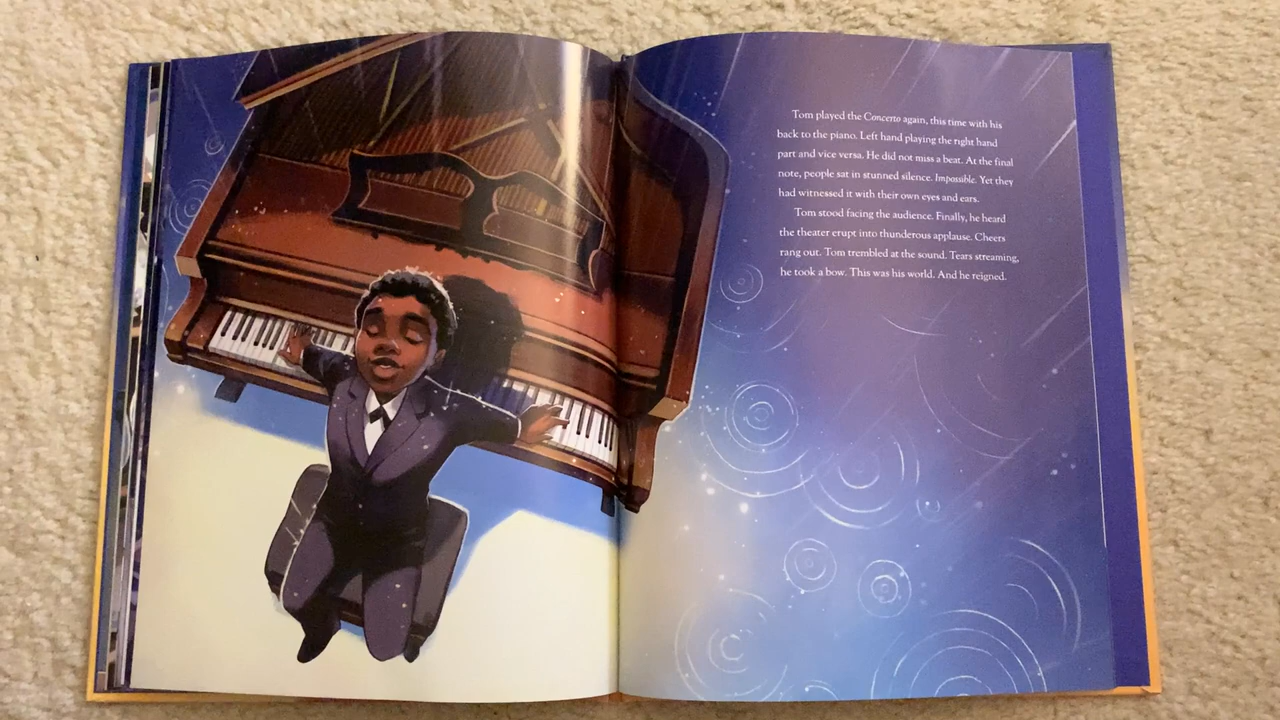 Tom played the Concerto again, this time with his
back to the piano. Left hand playing the right hand
part and vice versa. He did not miss a beat. At the final
note, people sat in stunned silence. Impossible. Yet they
had witnessed it with their own eyes and ears.
Tom stood facing the audience. Finally, he heard
the theater erupt into thunderous applause. Cheers
rang out. Tom trembled at the sound. Tears streaming,
he took a bow. This was his world. And he reigned.